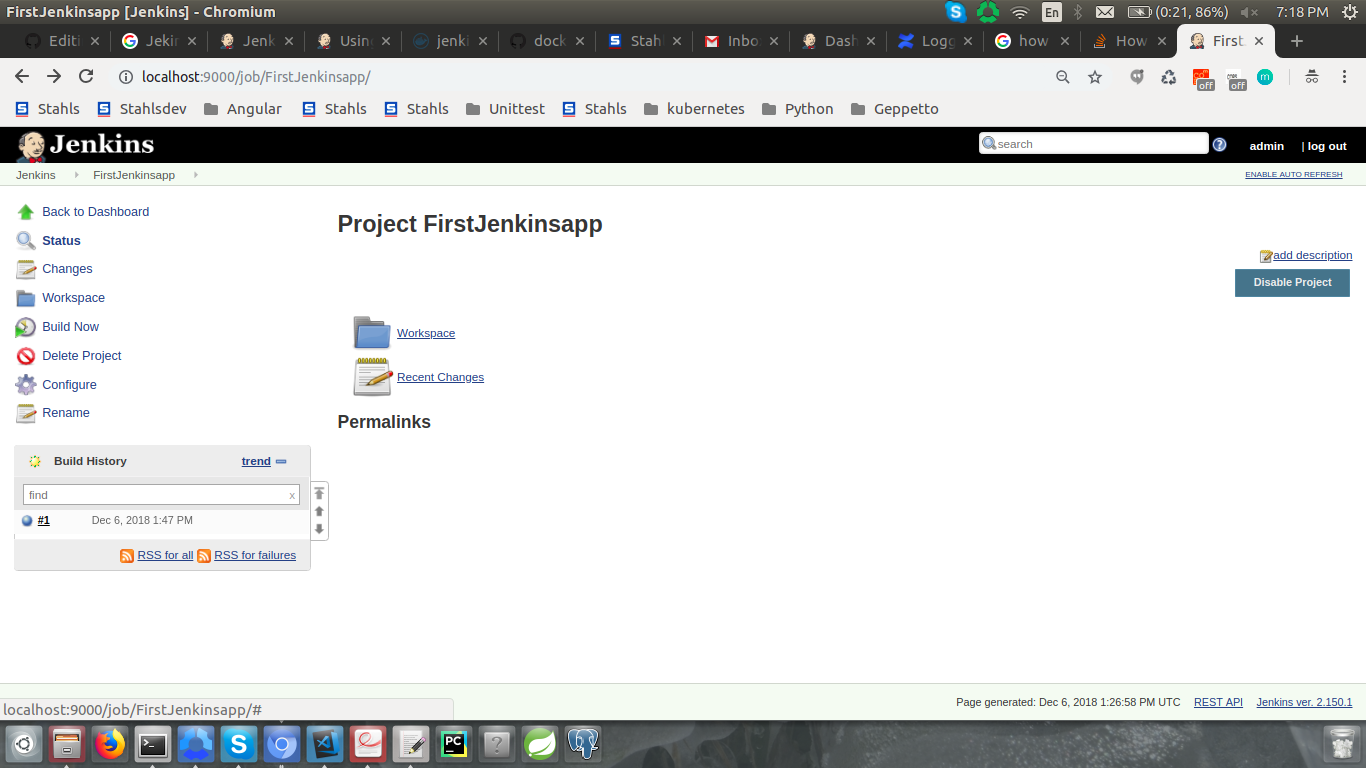 FirstJenkinsapp [Jenkins] - Chromium
En (0:21, 86%) 7:18 PM
Editi Jekir Jenk Using jenki dock Stahl Inbo Dash Logg how How First
localhost:9000/job/FirstJenkinsapp/
off off m
S Stahls S Stahlsdev Angular S Stahls S Stahls Unittest S Stahls kubernetes Python Geppetto
Jenkins
search
? admin | log out
Jenkins FirstJenkinsapp
ENABLE AUTO REFRESH
Back to Dashboard
Status
Changes
Workspace
Build Now
Delete Project
Configure
Rename
Build History trend
find x
#1 Dec 6, 2018 1:47 PM
RSS for all RSS for failures
Project FirstJenkinsapp
add description
Disable Project
Workspace
Recent Changes
Permalinks
Page generated: Dec 6, 2018 1:26:58 PM UTC REST API Jenkins ver. 2.150.1
localhost:9000/job/FirstJenkinsapp/#
S PC ?